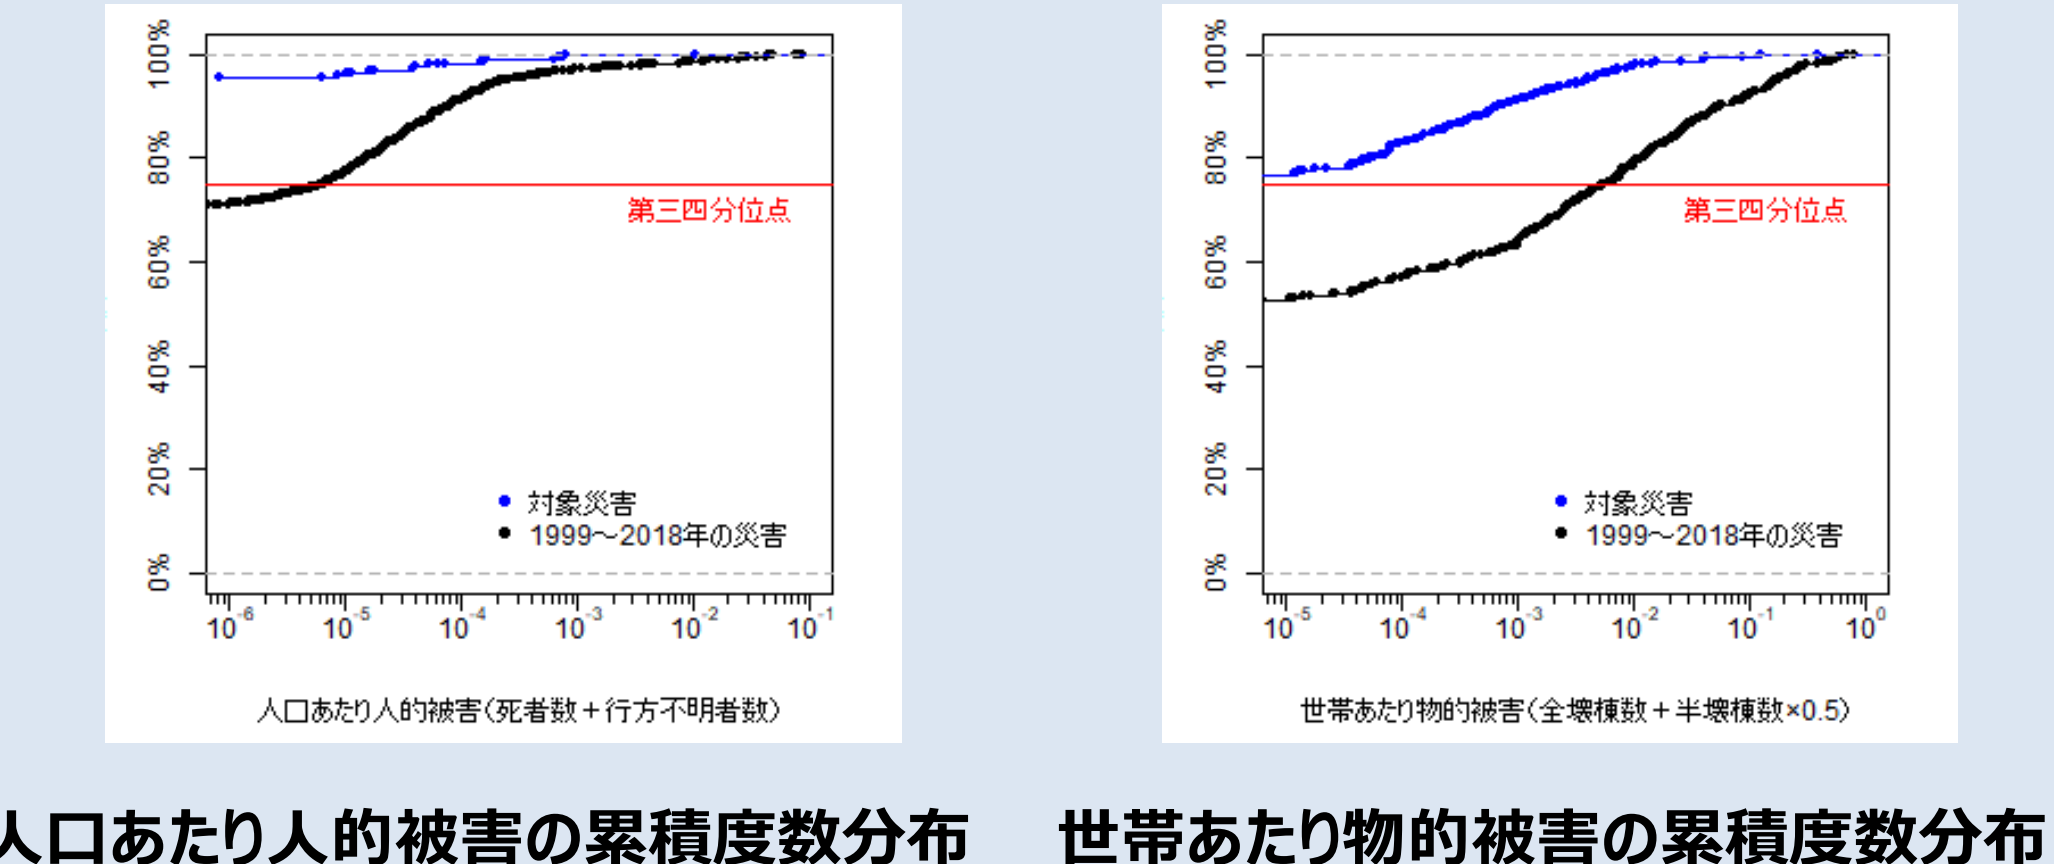 100%
80%
60%
40%
20%
0%
第三四分位点
対象災害
1999～2018年の災害
10-6 10-5 10-4 10-3 10-2 10-1
人口あたり人的被害(死者数＋行方不明者数)
人口あたり人的被害の累積度数分布
100%
80%
60%
40%
20%
0%
第三四分位点
対象災害
1999～2018年の災害
10-5 10-4 10-3 10-2 10-1 100
世帯あたり物的被害(全壊棟数＋半壊棟数×0.5)
世帯あたり物的被害の累積度数分布